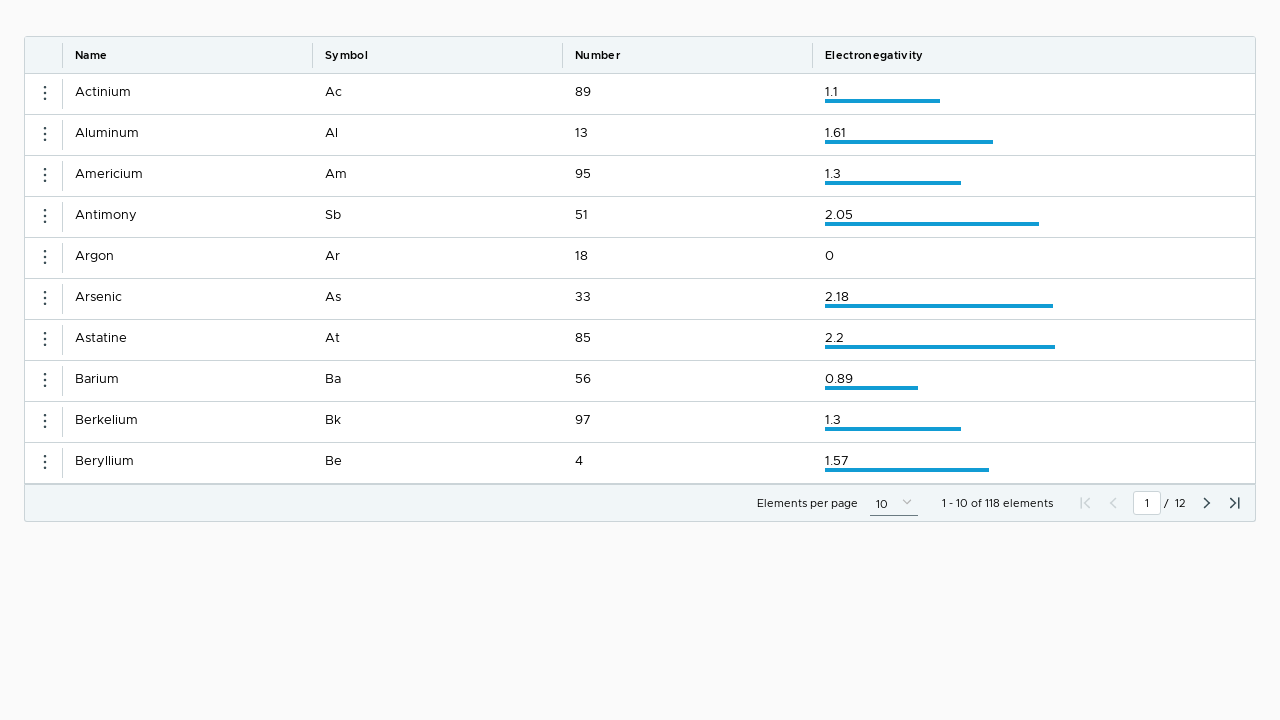 Name Symbol Number Electronegativity
Actinium Ac 89 1.1
Aluminum Al 13 1.61
Americium Am 95 1.3
Antimony Sb 51 2.05
Argon Ar 18 0
Arsenic As 33 2.18
Astatine At 85 2.2
Barium Ba 56 0.89
Berkelium Bk 97 1.3
Beryllium Be 4 1.57
Elements per page 10 1 - 10 of 118 elements 1 / 12